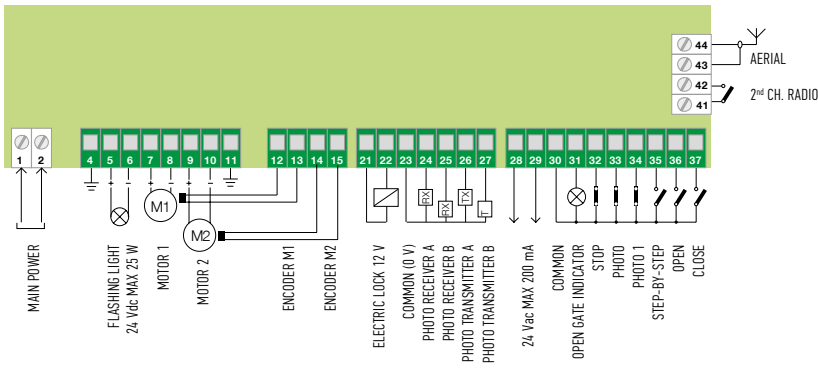 44
43
42
41
AERIAL
2nd CH. RADIO
1 2
4 5 6 7 8 9 10 11
12 13 14 15
21 22 23 24 25 26 27
28 29 30 31 32 33 34 35 36 37
+ - + - + -
M1
M2
RX
RX
TX
T
MAIN POWER
FLASHING LIGHT
24 Vdc MAX 25 W
MOTOR 1
MOTOR 2
ENCODER M1
ENCODER M2
ELECTRIC LOCK 12 V
COMMON (0 V)
PHOTO RECEIVER A
PHOTO RECEIVER B
PHOTO TRANSMITTER A
PHOTO TRANSMITTER B
24 Vac MAX 200 mA
COMMON
OPEN GATE INDICATOR
STOP
PHOTO
PHOTO 1
STEP-BY-STEP
OPEN
CLOSE